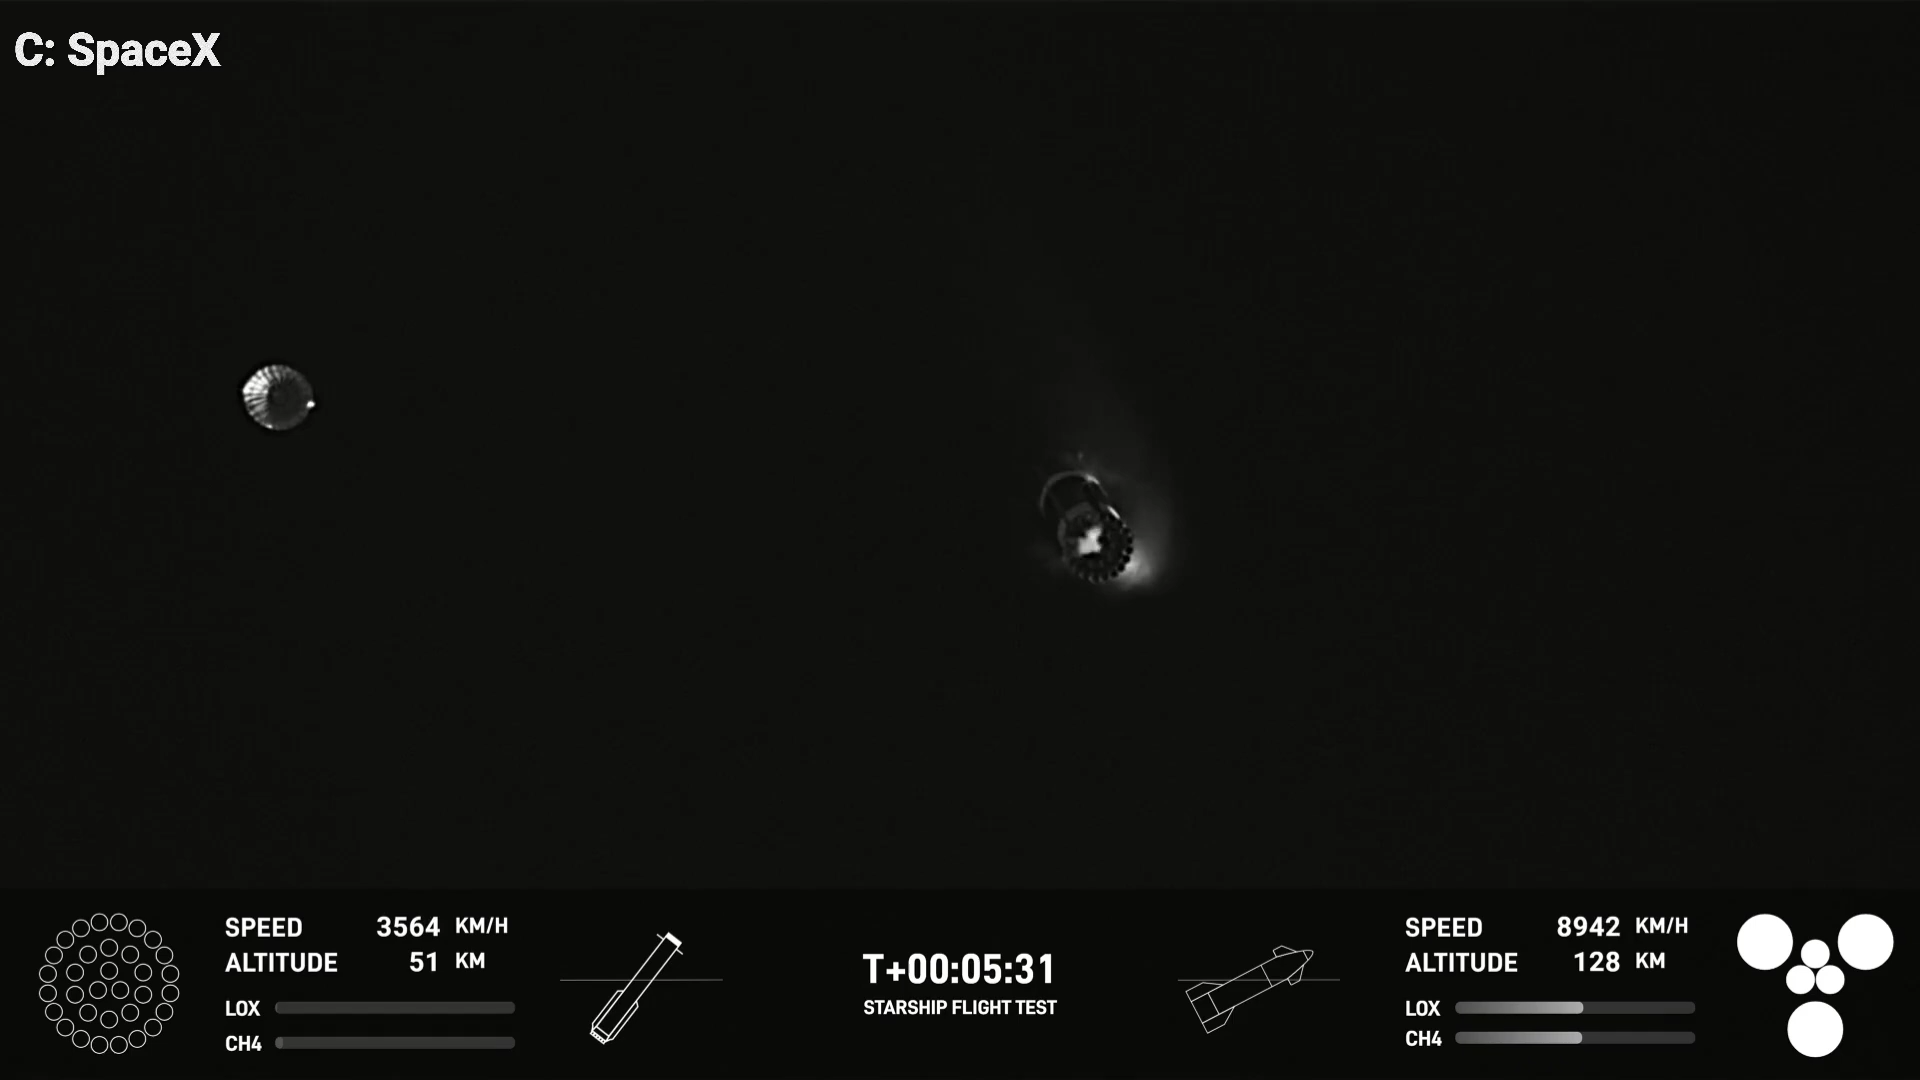 C: SpaceX
SPEED 3564 KM/H
ALTITUDE 51 KM
LOX
CH4
T+00:05:31
STARSHIP FLIGHT TEST
SPEED 8942 KM/H
ALTITUDE 128 KM
LOX
CH4